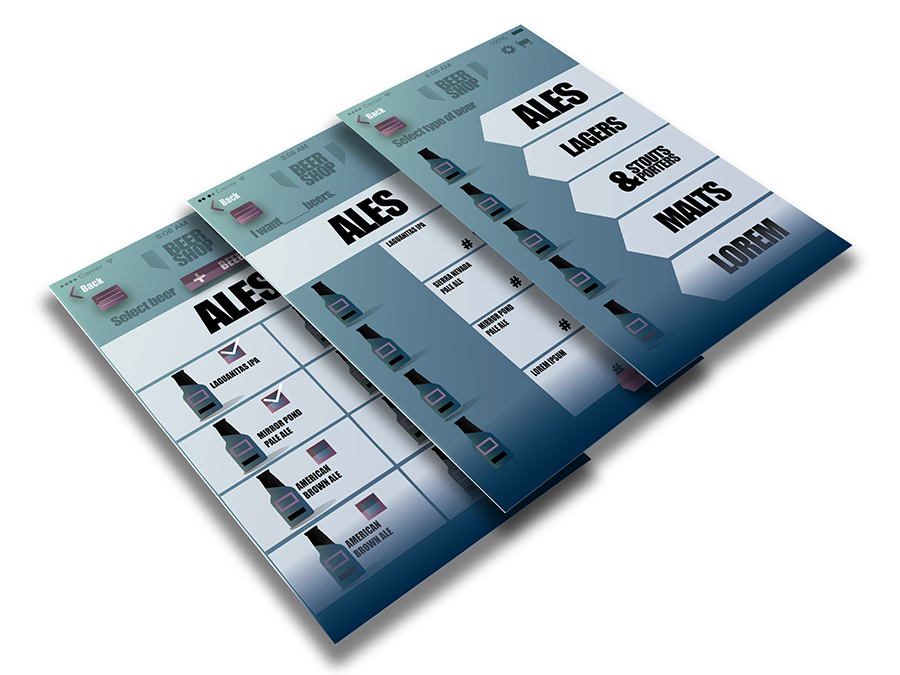 Carrier 8:08 AM
Back
BEER
SHOP
Select beer
+
ALES
LAGUANITAS IPA
MIRROR POND
PALE ALE
AMERICAN
BROWN ALE
AMERICAN
BROWN ALE
Carrier 8:08 AM
Back
BEER
SHOP
I want ____ beers.
ALES
LAGUANITAS IPA
#
SIERRA NEVADA
PALE ALE
#
MIRROR POND
PALE ALE
#
LOREM IPSUM
#
Carrier 8:08 AM 100%
Back
BEER
SHOP
Select type of beer
ALES
LAGERS
& STOUTS
PORTERS
MALTS
LOREM